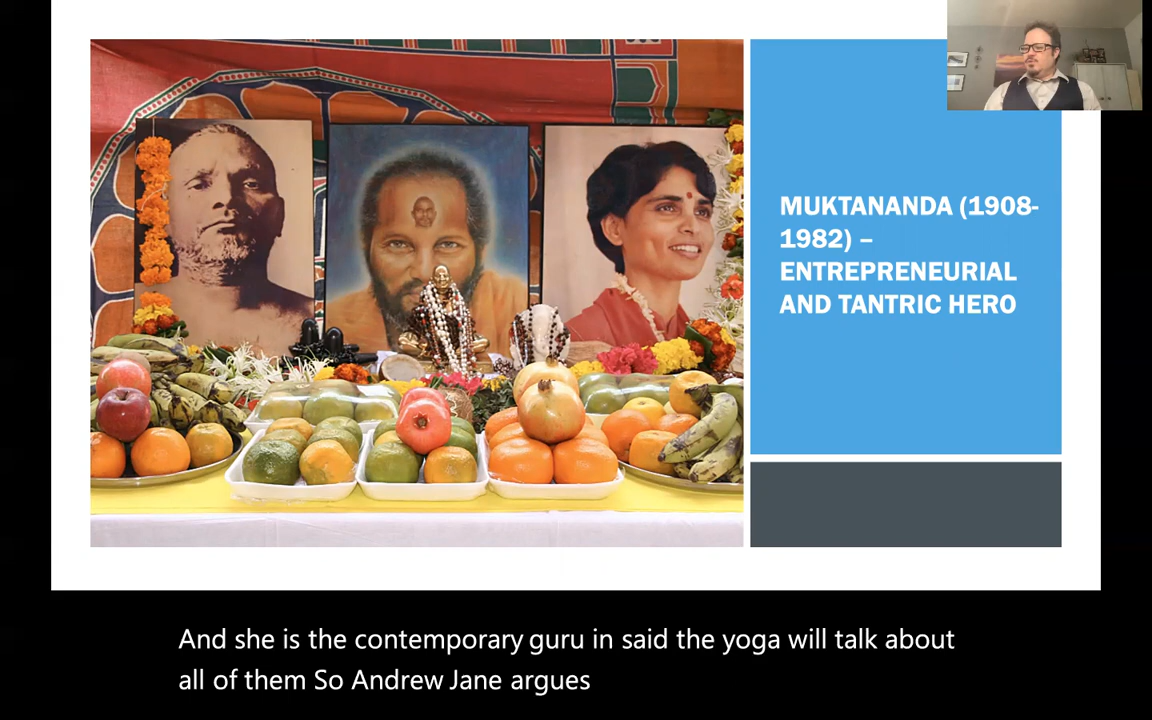 MUKTANANDA (1908-
1982) –
ENTREPRENEURIAL
AND TANTRIC HERO
And she is the contemporary guru in said the yoga will talk about
all of them So Andrew Jane argues